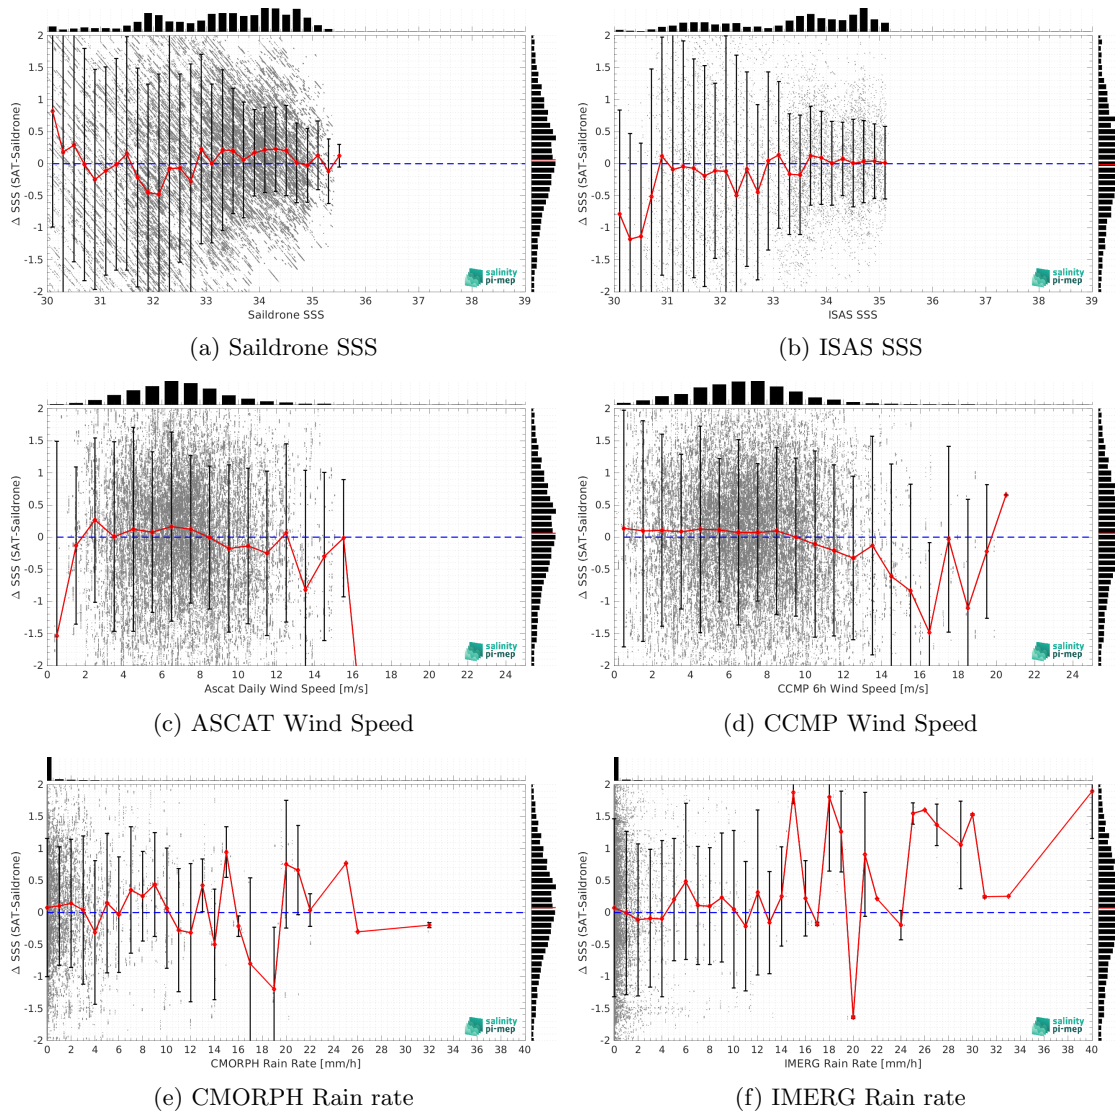 2
1.5
1
0.5
0
-0.5
-1
-1.5
-2
Δ SSS (SAT-Saildrone)
30 31 32 33 34 35 36 37 38 39
Saildrone SSS
salinity
pi-mep
(a) Saildrone SSS
2
1.5
1
0.5
0
-0.5
-1
-1.5
-2
Δ SSS (SAT-Saildrone)
30 31 32 33 34 35 36 37 38 39
ISAS SSS
salinity
pi-mep
(b) ISAS SSS
2
1.5
1
0.5
0
-0.5
-1
-1.5
-2
Δ SSS (SAT-Saildrone)
0 2 4 6 8 10 12 14 16 18 20 22 24
Ascat Daily Wind Speed [m/s]
salinity
pi-mep
(c) ASCAT Wind Speed
2
1.5
1
0.5
0
-0.5
-1
-1.5
-2
Δ SSS (SAT-Saildrone)
0 2 4 6 8 10 12 14 16 18 20 22 24
CCMP 6h Wind Speed [m/s]
salinity
pi-mep
(d) CCMP Wind Speed
2
1.5
1
0.5
0
-0.5
-1
-1.5
-2
Δ SSS (SAT-Saildrone)
0 2 4 6 8 10 12 14 16 18 20 22 24 26 28 30 32 34 36 38 40
CMORPH Rain Rate [mm/h]
salinity
pi-mep
(e) CMORPH Rain rate
2
1.5
1
0.5
0
-0.5
-1
-1.5
-2
Δ SSS (SAT-Saildrone)
0 2 4 6 8 10 12 14 16 18 20 22 24 26 28 30 32 34 36 38 40
IMERG Rain Rate [mm/h]
salinity
pi-mep
(f) IMERG Rain rate